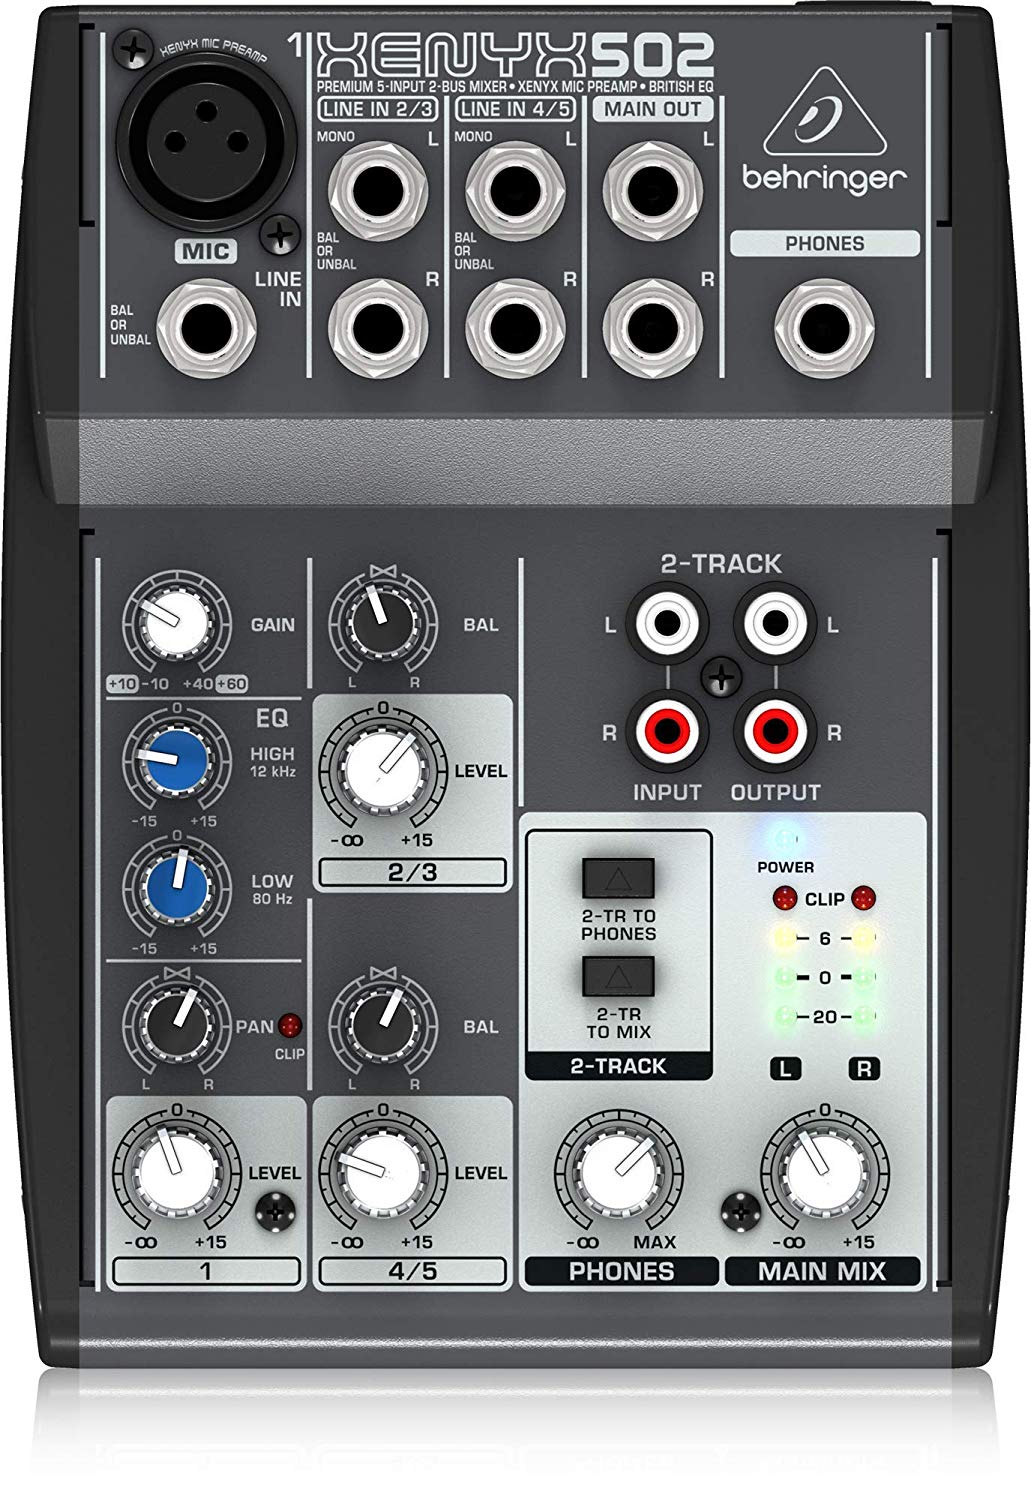 XENYX MIC PREAMP
1
XENYX502
PREMIUM 5-INPUT 2-BUS MIXER • XENYX MIC PREAMP • BRITISH EQ
LINE IN 2/3
LINE IN 4/5
MAIN OUT
MONO
L
MONO
L
L
behringer
BAL
OR
UNBAL
BAL
OR
UNBAL
PHONES
MIC
LINE
IN
R
R
R
BAL
OR
UNBAL
2-TRACK
GAIN
BAL
L
L
+10 -10 +40 +60
L R
0
EQ
HIGH
12 kHz
-15 +15
0
LEVEL
-∞ +15
2/3
R
R
INPUT
OUTPUT
0
LOW
80 Hz
-15 +15
POWER
CLIP
6
0
20
L
R
2-TR TO
PHONES
2-TR
TO MIX
2-TRACK
PAN
CLIP
L R
BAL
L R
0
LEVEL
-∞ +15
1
0
LEVEL
-∞ +15
4/5
-∞ MAX
PHONES
0
-∞ +15
MAIN MIX